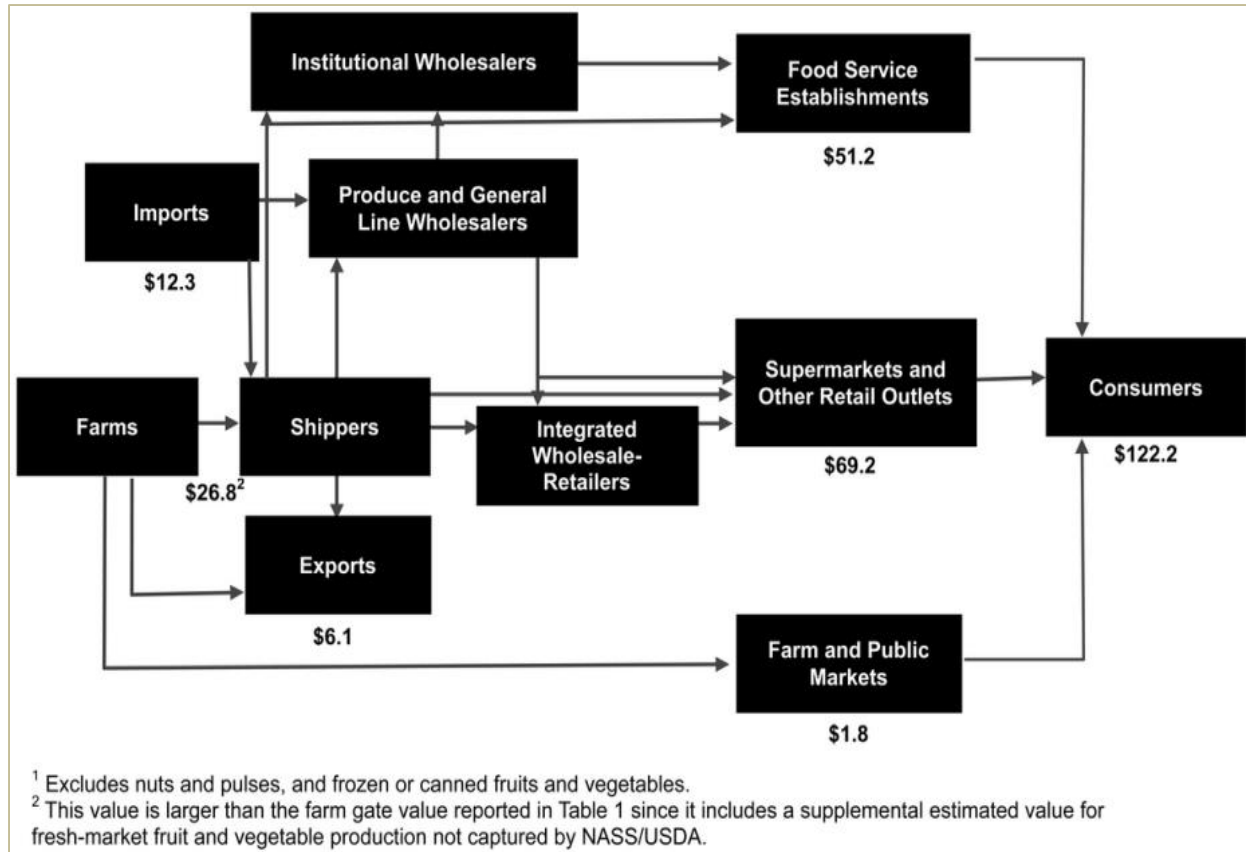 Institutional Wholesalers
Food Service
Establishments
$51.2
Imports
$12.3
Produce and General
Line Wholesalers
Farms
$26.8²
Shippers
Integrated
Wholesale-
Retailers
Supermarkets and
Other Retail Outlets
$69.2
Consumers
$122.2
Exports
$6.1
Farm and Public
Markets
$1.8
¹ Excludes nuts and pulses, and frozen or canned fruits and vegetables.
² This value is larger than the farm gate value reported in Table 1 since it includes a supplemental estimated value for
fresh-market fruit and vegetable production not captured by NASS/USDA.